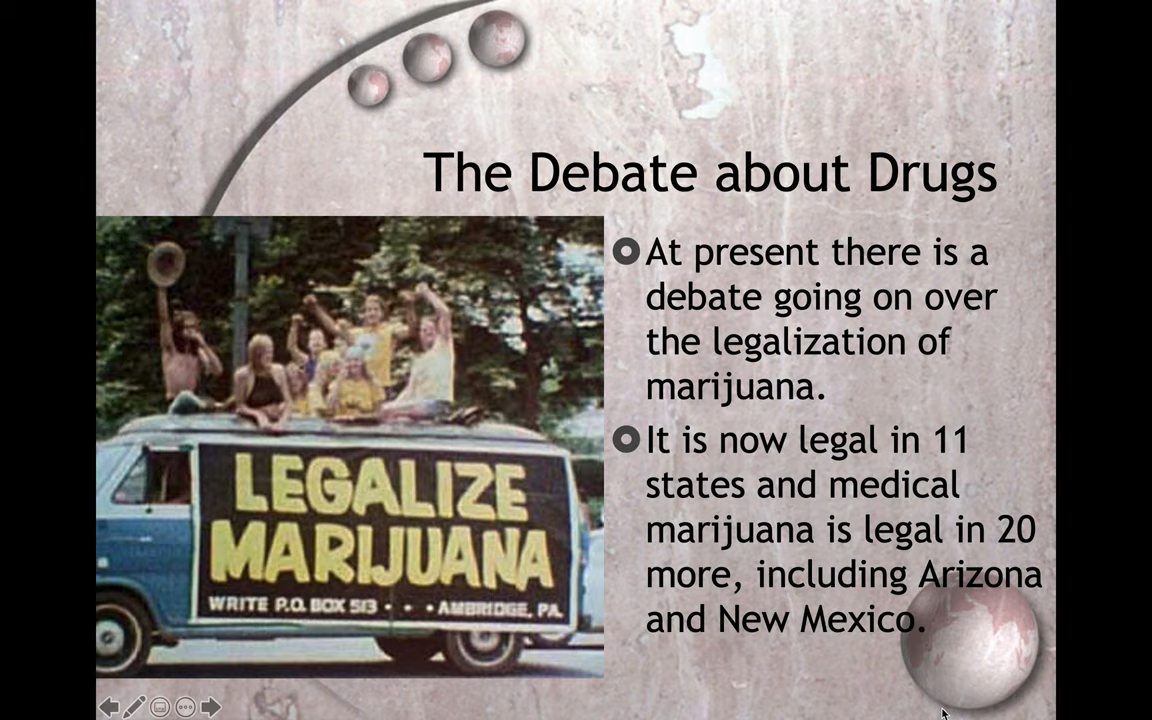 The Debate about Drugs
At present there is a
debate going on over
the legalization of
marijuana.
It is now legal in 11
states and medical
marijuana is legal in 20
more, including Arizona
and New Mexico.
LEGALIZE
MARIJUANA
WRITE P.O. BOX 513 • • • AMBRIDGE, PA.